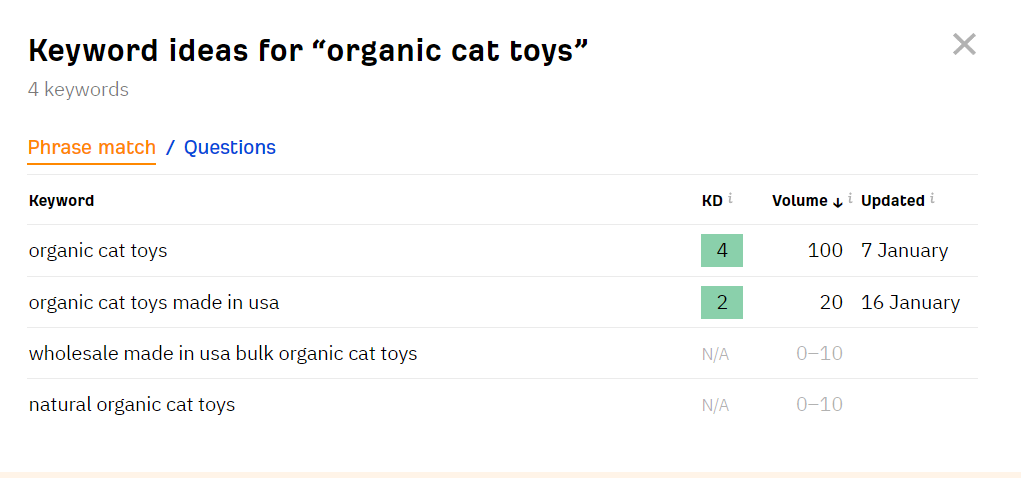 Keyword ideas for “organic cat toys”
4 keywords
Phrase match / Questions
Keyword KD i Volume ↓ i Updated i
organic cat toys 4 100 7 January
organic cat toys made in usa 2 20 16 January
wholesale made in usa bulk organic cat toys N/A 0–10
natural organic cat toys N/A 0–10